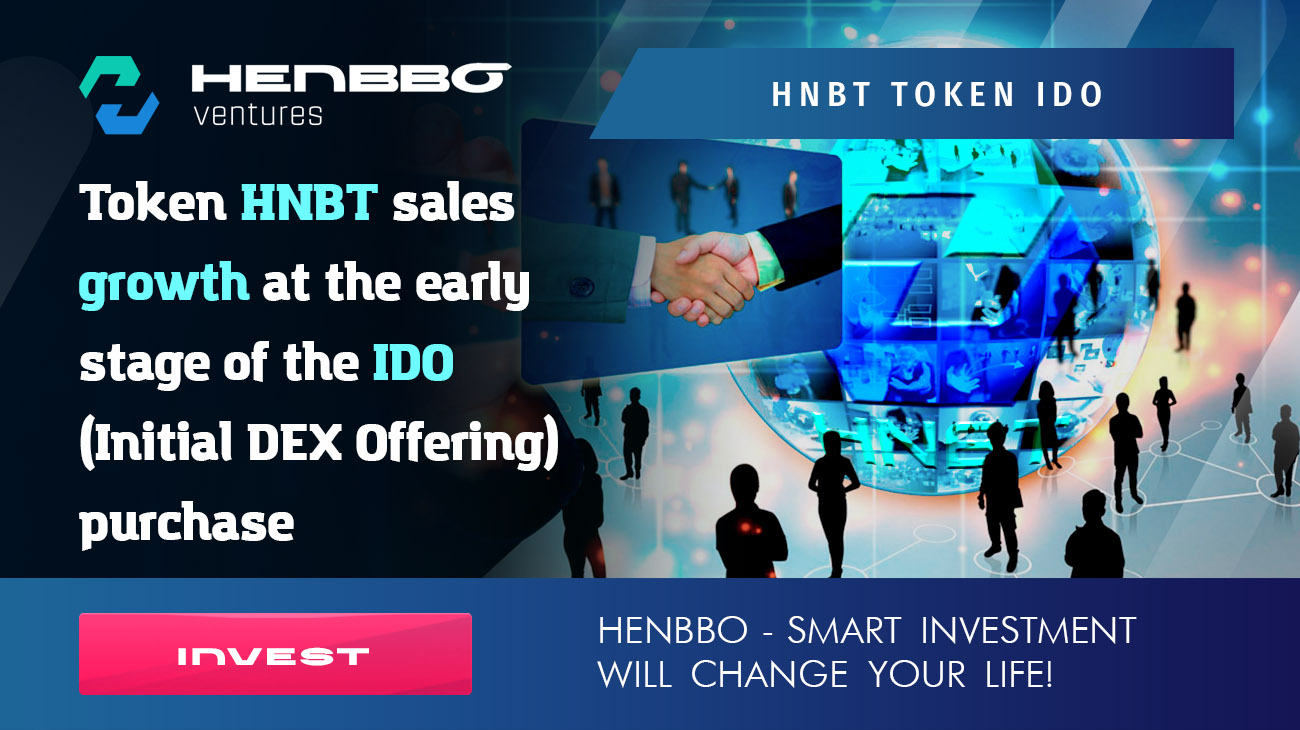 HENBBO
ventures
HNBT TOKEN IDO
Token HNBT sales
growth at the early
stage of the IDO
(Initial DEX Offering)
purchase
HNBT
INVEST
HENBBO - SMART INVESTMENT
WILL CHANGE YOUR LIFE!